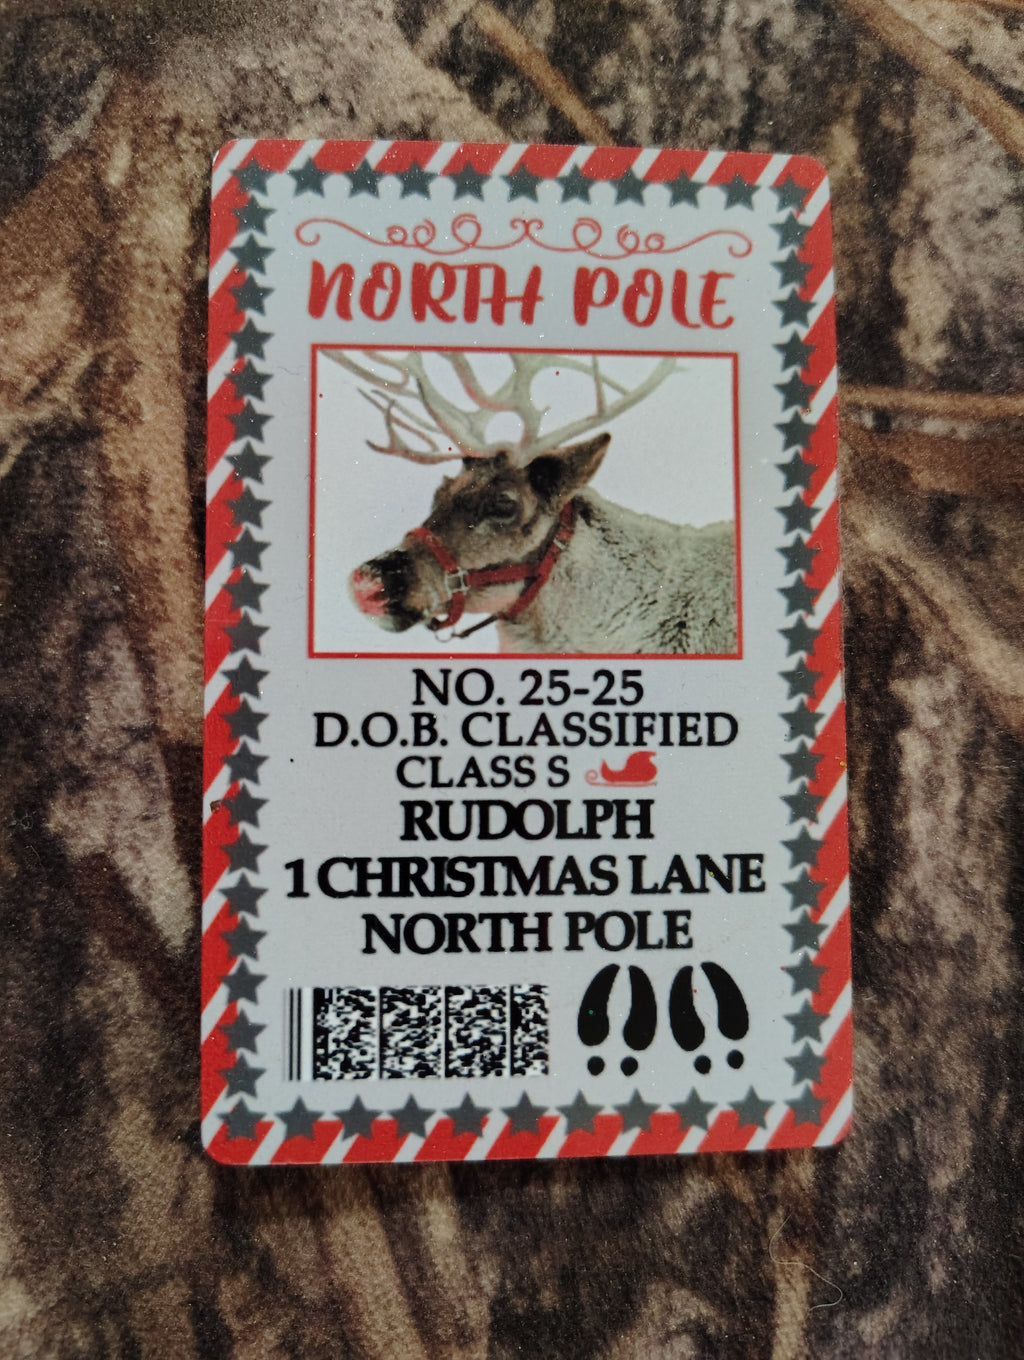 NORTH POLE
NO. 25-25
D.O.B. CLASSIFIED
CLASS S
RUDOLPH
1 CHRISTMAS LANE
NORTH POLE